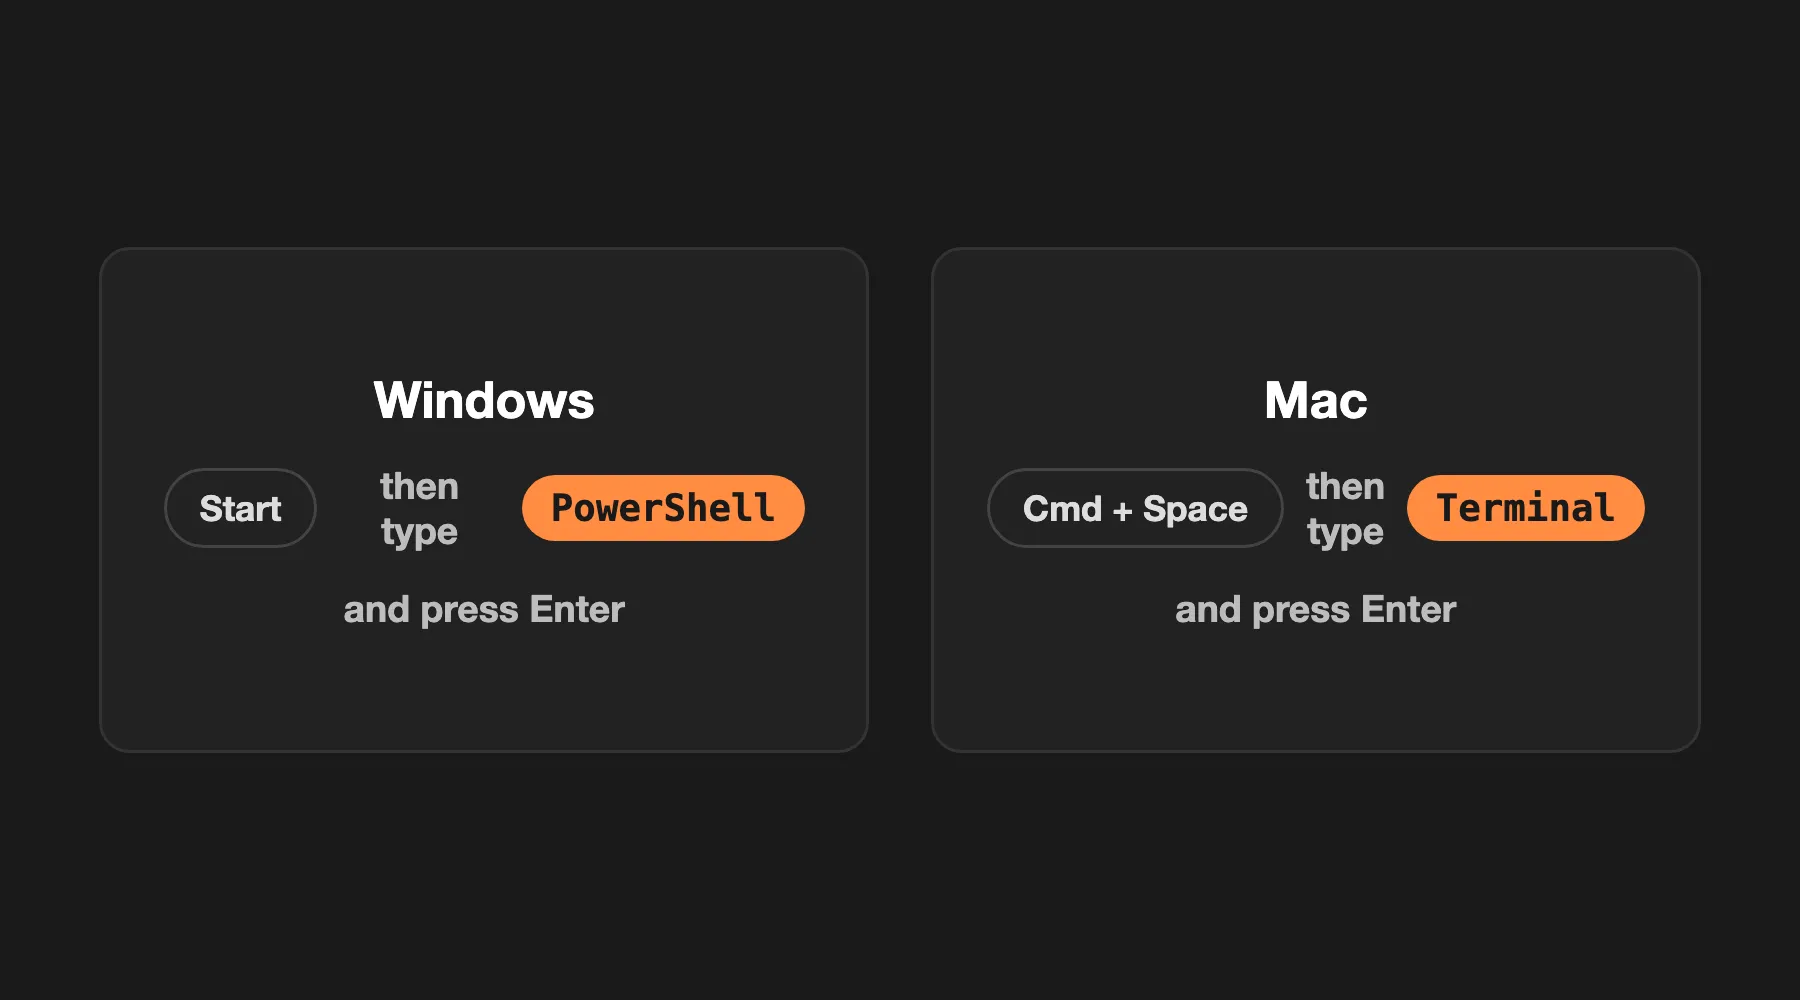 Windows
Start then type PowerShell
and press Enter
Mac
Cmd + Space then type Terminal
and press Enter